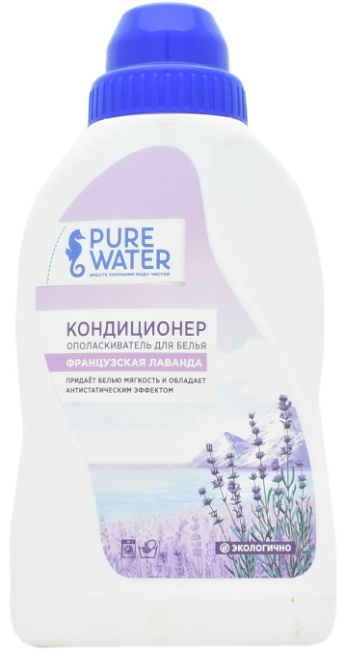 PURE
WATER
ВМЕСТЕ СОХРАНИМ ВОДУ ЧИСТОЙ
КОНДИЦИОНЕР
ОПОЛАСКИВАТЕЛЬ ДЛЯ БЕЛЬЯ
ФРАНЦУЗСКАЯ ЛАВАНДА
ПРИДАЁТ БЕЛЬЮ МЯГКОСТЬ И ОБЛАДАЕТ
АНТИСТАТИЧЕСКИМ ЭФФЕКТОМ
ЭКОЛОГИЧНО